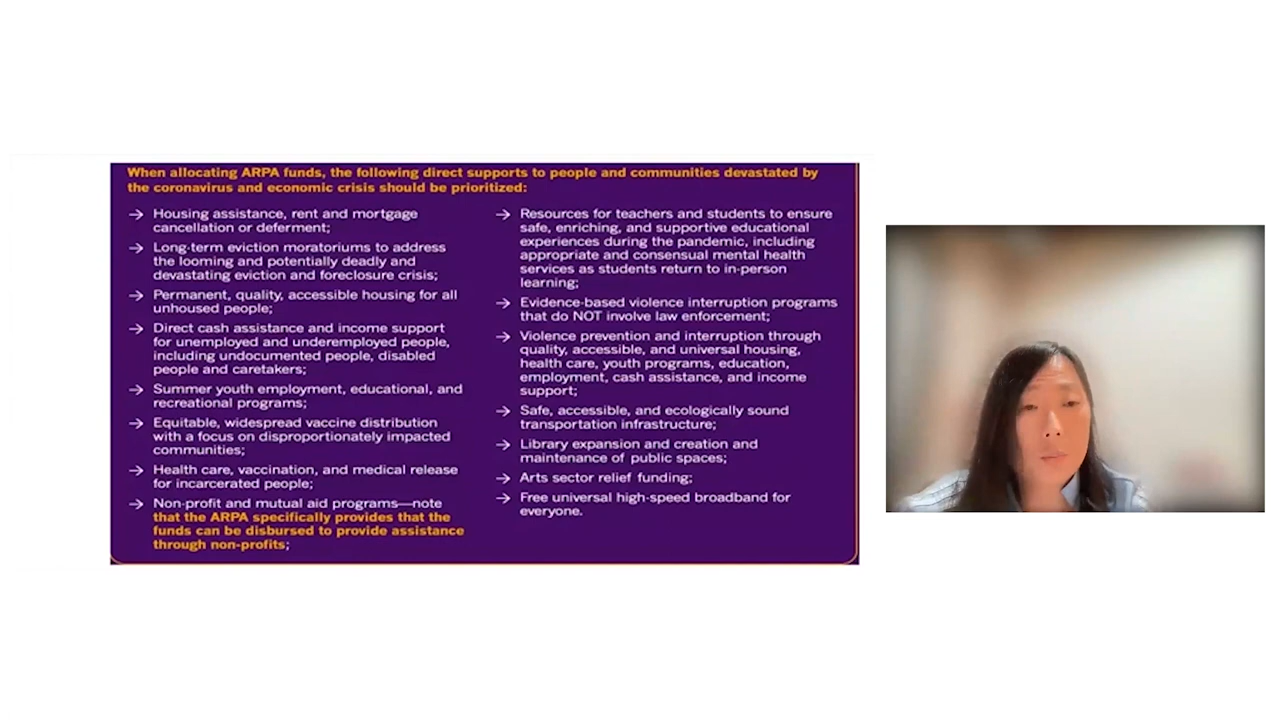 When allocating ARPA funds, the following direct supports to people and communities devastated by
the coronavirus and economic crisis should be prioritized:
→ Housing assistance, rent and mortgage
cancellation or deferment;
→ Long-term eviction moratoriums to address
the looming and potentially deadly and
devastating eviction and foreclosure crisis;
→ Permanent, quality, accessible housing for all
unhoused people;
→ Direct cash assistance and income support
for unemployed and underemployed people,
including undocumented people, disabled
people and caretakers;
→ Summer youth employment, educational, and
recreational programs;
→ Equitable, widespread vaccine distribution
with a focus on disproportionately impacted
communities;
→ Health care, vaccination, and medical release
for incarcerated people;
→ Non-profit and mutual aid programs—note
that the ARPA specifically provides that the
funds can be disbursed to provide assistance
through non-profits;
→ Resources for teachers and students to ensure
safe, enriching, and supportive educational
experiences during the pandemic, including
appropriate and consensual mental health
services as students return to in-person
learning;
→ Evidence-based violence interruption programs
that do NOT involve law enforcement;
→ Violence prevention and interruption through
quality, accessible, and universal housing,
health care, youth programs, education,
employment, cash assistance, and income
support;
→ Safe, accessible, and ecologically sound
transportation infrastructure;
→ Library expansion and creation and
maintenance of public spaces;
→ Arts sector relief funding;
→ Free universal high-speed broadband for
everyone.